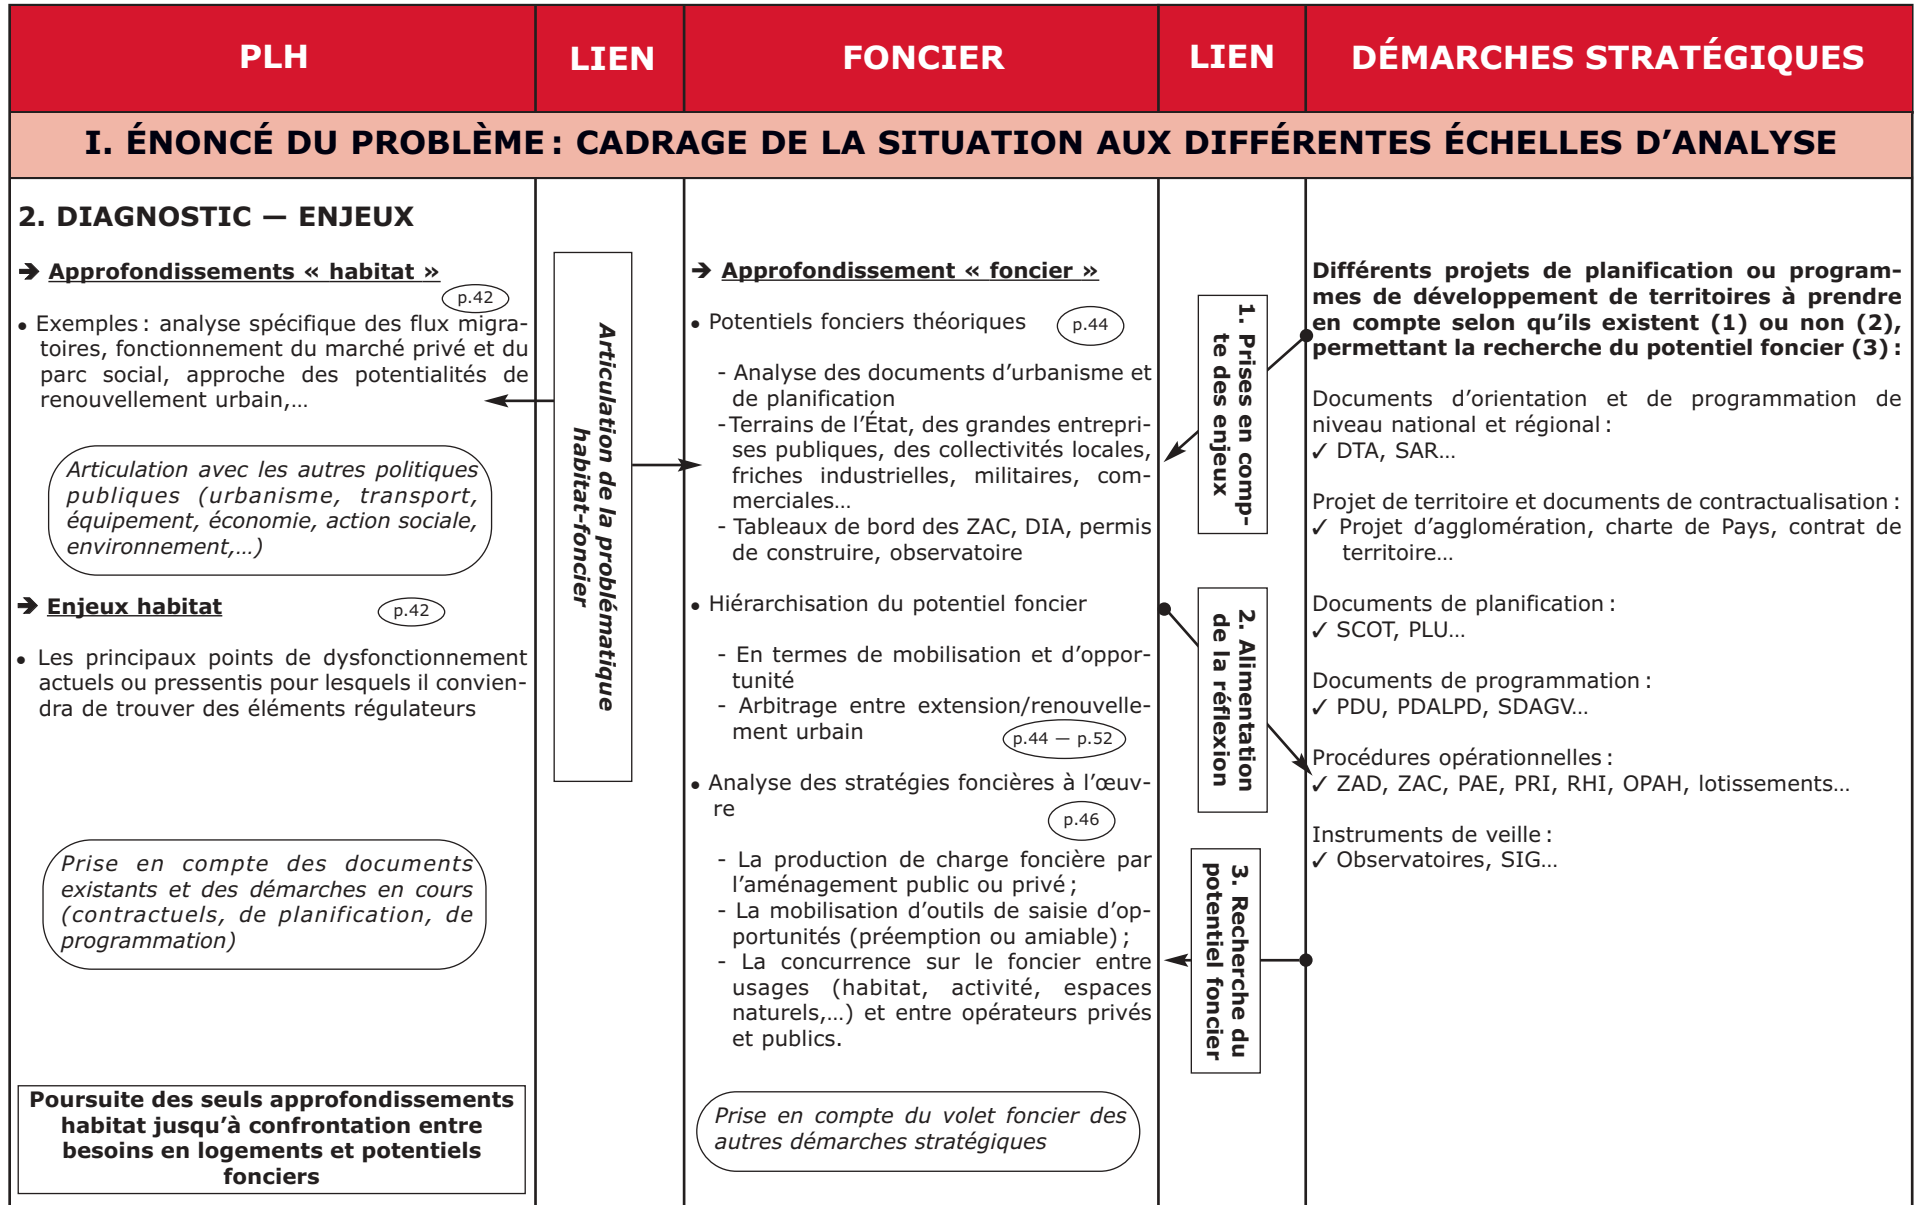 PLH
LIEN
FONCIER
LIEN
DÉMARCHES STRATÉGIQUES
I. ÉNONCÉ DU PROBLÈME : CADRAGE DE LA SITUATION AUX DIFFÉRENTES ÉCHELLES D’ANALYSE
2. DIAGNOSTIC — ENJEUX
➔ Approfondissements « habitat »
p.42
• Exemples : analyse spécifique des flux migra-
toires, fonctionnement du marché privé et du
parc social, approche des potentialités de
renouvellement urbain,…
Articulation avec les autres politiques
publiques (urbanisme, transport,
équipement, économie, action sociale,
environnement,…)
➔ Enjeux habitat
p.42
• Les principaux points de dysfonctionnement
actuels ou pressentis pour lesquels il convien-
dra de trouver des éléments régulateurs
Prise en compte des documents
existants et des démarches en cours
(contractuels, de planification, de
programmation)
Poursuite des seuls approfondissements
habitat jusqu’à confrontation entre
besoins en logements et potentiels
fonciers
Articulation de la problématique
habitat-foncier
➔ Approfondissement « foncier »
• Potentiels fonciers théoriques
p.44
- Analyse des documents d’urbanisme et
de planification
- Terrains de l’État, des grandes entrepri-
ses publiques, des collectivités locales,
friches industrielles, militaires, com-
merciales…
- Tableaux de bord des ZAC, DIA, permis
de construire, observatoire
• Hiérarchisation du potentiel foncier
- En termes de mobilisation et d’oppor-
tunité
- Arbitrage entre extension/renouvelle-
ment urbain
p.44 — p.52
• Analyse des stratégies foncières à l’œuv-
re
p.46
- La production de charge foncière par
l’aménagement public ou privé ;
- La mobilisation d’outils de saisie d’op-
portunités (préemption ou amiable) ;
- La concurrence sur le foncier entre
usages (habitat, activité, espaces
naturels,…) et entre opérateurs privés
et publics.
Prise en compte du volet foncier des
autres démarches stratégiques
1. Prises en comp-
te des enjeux
2. Alimentation
de la réflexion
3. Recherche du
potentiel foncier
Différents projets de planification ou program-
mes de développement de territoires à prendre
en compte selon qu’ils existent (1) ou non (2),
permettant la recherche du potentiel foncier (3) :
Documents d’orientation et de programmation de
niveau national et régional :
✓ DTA, SAR…
Projet de territoire et documents de contractualisation :
✓ Projet d’agglomération, charte de Pays, contrat de
territoire…
Documents de planification :
✓ SCOT, PLU…
Documents de programmation :
✓ PDU, PDALPD, SDAGV…
Procédures opérationnelles :
✓ ZAD, ZAC, PAE, PRI, RHI, OPAH, lotissements…
Instruments de veille :
✓ Observatoires, SIG…